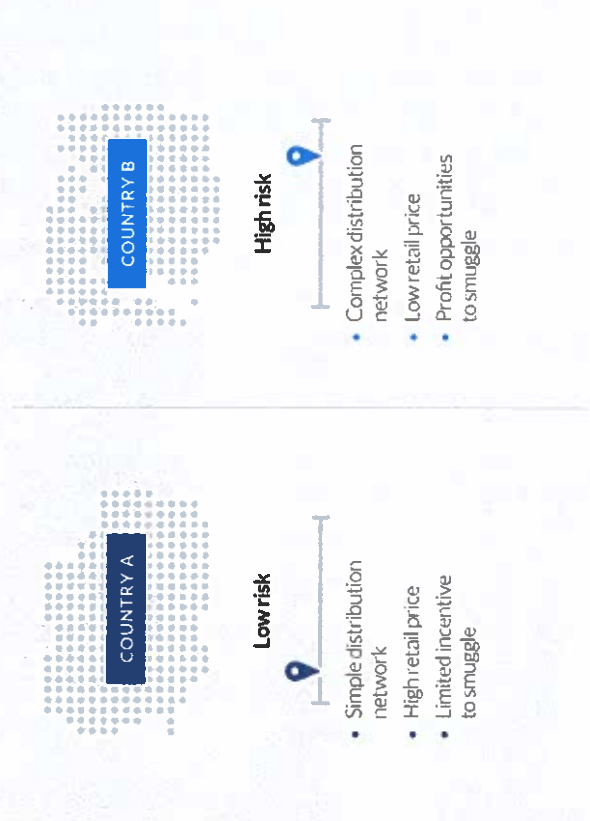 COUNTRY A
Low risk
• Simple distribution
network
• High retail price
• Limited incentive
to smuggle
COUNTRY B
High risk
• Complex distribution
network
• Low retail price
• Profit opportunities
to smuggle